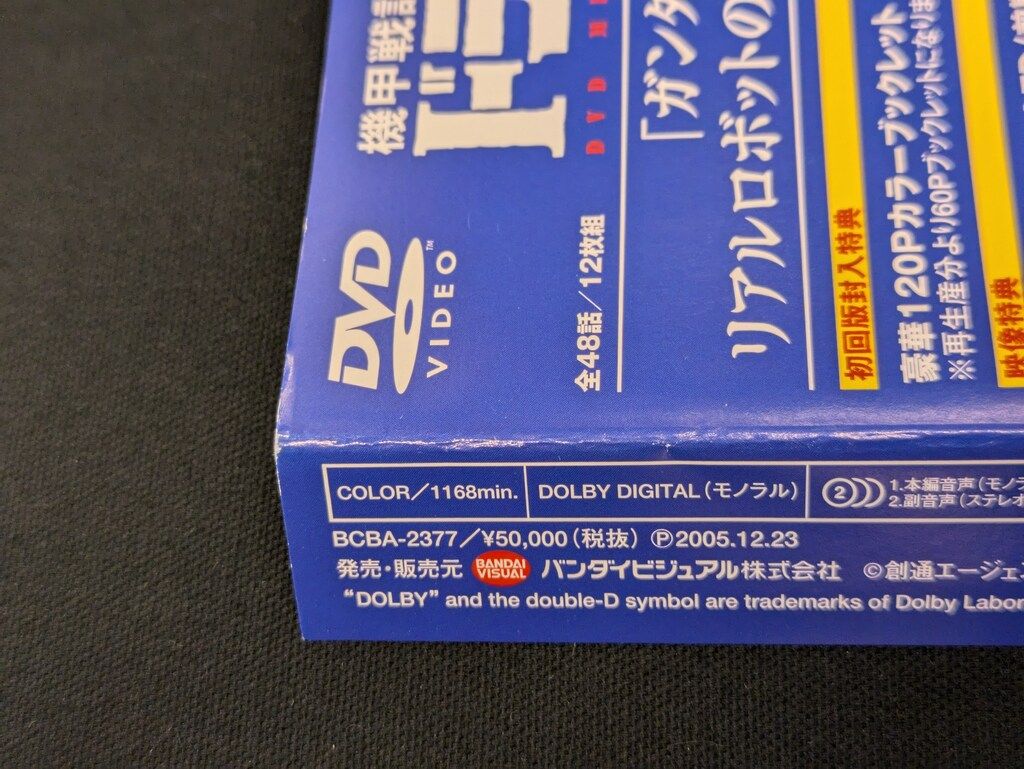 機甲戦記
ド
DVD
DVD
VIDEO
全48話/12枚組
「ガンダ
リアルロボットの
初回版封入特典
豪華120Pカラーブックレット
※再生産分より60Pブックレットになりま
映像特典
COLOR/1168min.
DOLBY DIGITAL(モノラル)
2
1.本編音声(モノラ
2.副音声(ステレオ
BCBA-2377/¥50,000(税抜) Ⓟ2005.12.23
発売・販売元 BANDAI VISUAL バンダイビジュアル株式会社 ©創通エージェ
“DOLBY” and the double-D symbol are trademarks of Dolby Labor